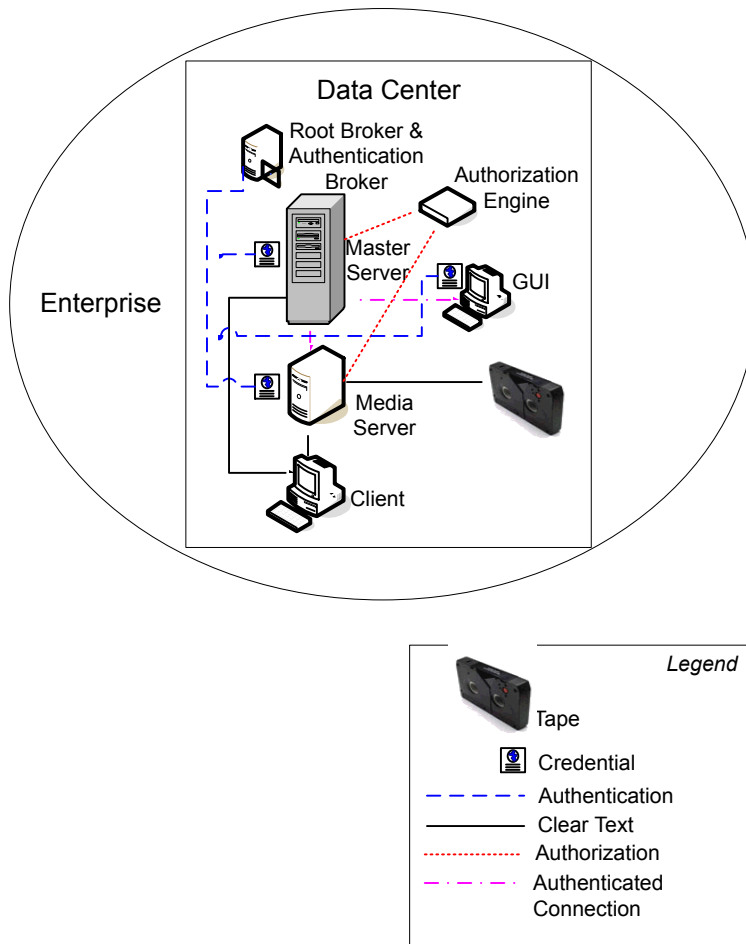 Data Center
Root Broker &
Authentication
Broker
Authorization
Engine
Master
Server
GUI
Enterprise
Media
Server
Client
Legend
Tape
Credential
Authentication
Clear Text
Authorization
Authenticated
Connection